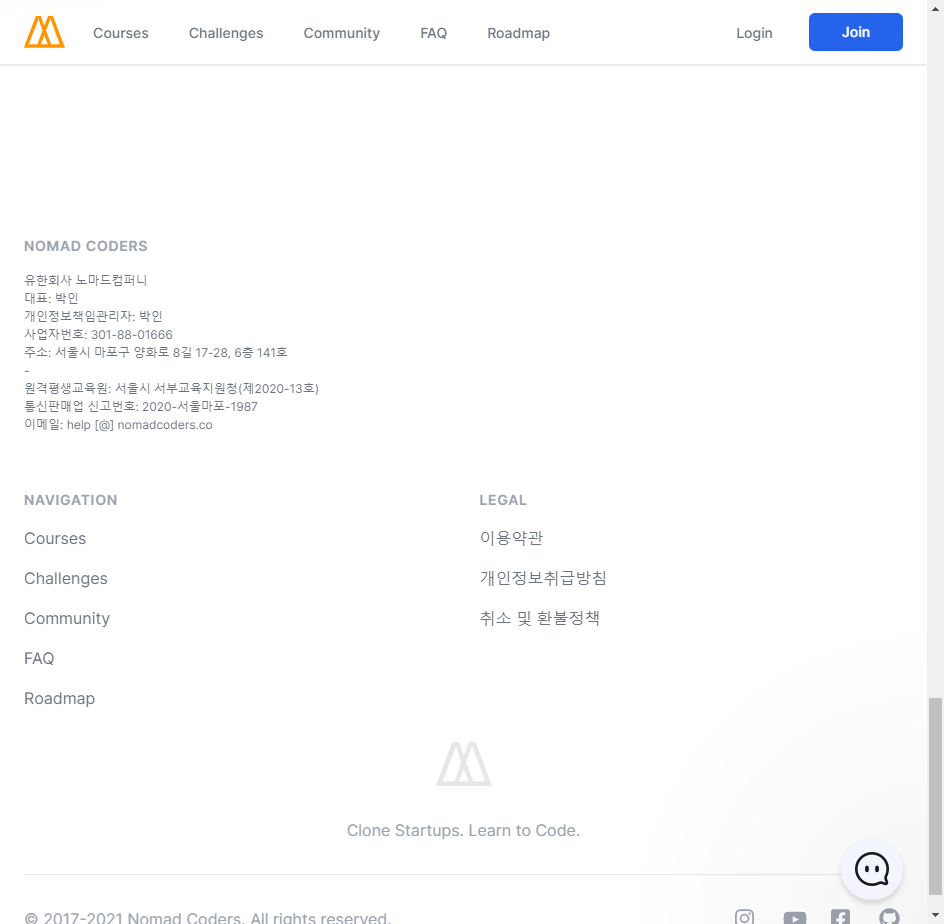 Courses Challenges Community FAQ Roadmap Login Join
NOMAD CODERS
유한회사 노마드컴퍼니
대표: 박인
개인정보책임관리자: 박인
사업자번호: 301-88-01666
주소: 서울시 마포구 양화로 8길 17-28, 6층 141호
-
원격평생교육원: 서울시 서부교육지원청(제2020-13호)
통신판매업 신고번호: 2020-서울마포-1987
이메일: help [@] nomadcoders.co
NAVIGATION
Courses
Challenges
Community
FAQ
Roadmap
LEGAL
이용약관
개인정보취급방침
취소 및 환불정책
Clone Startups. Learn to Code.
© 2017-2021 Nomad Coders. All rights reserved.